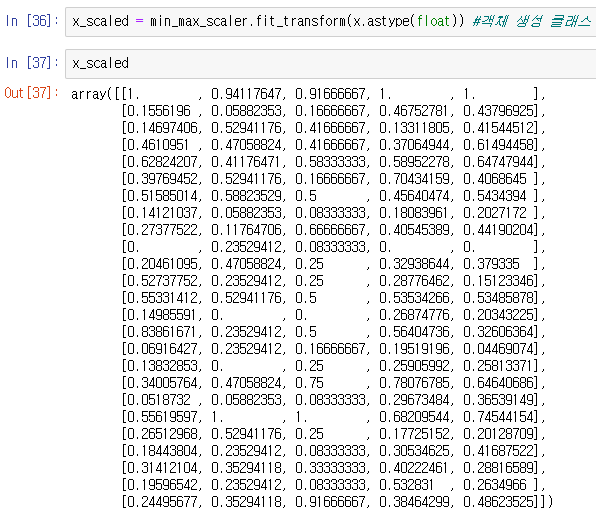 In [36]: x_scaled = min_max_scaler.fit_transform(x.astype(float)) #객체 생성 클래스
In [37]: x_scaled
Out[37]: array([[1.        , 0.94117647, 0.91666667, 1.        , 1.        ],
[0.1556196 , 0.05882353, 0.16666667, 0.46752781, 0.43796925],
[0.14697406, 0.52941176, 0.41666667, 0.13311805, 0.41544512],
[0.4610951 , 0.47058824, 0.41666667, 0.37064944, 0.61494458],
[0.62824207, 0.41176471, 0.58333333, 0.58952278, 0.64747944],
[0.39769452, 0.52941176, 0.16666667, 0.70434159, 0.4068645 ],
[0.51585014, 0.58823529, 0.5       , 0.45640474, 0.5434394 ],
[0.14121037, 0.05882353, 0.08333333, 0.18083961, 0.2027172 ],
[0.27377522, 0.11764706, 0.66666667, 0.40545389, 0.44190204],
[0.        , 0.23529412, 0.08333333, 0.        , 0.        ],
[0.20461095, 0.47058824, 0.25      , 0.32938644, 0.379335  ],
[0.52737752, 0.23529412, 0.25      , 0.28776462, 0.15123346],
[0.55331412, 0.52941176, 0.5       , 0.53534266, 0.53485878],
[0.14985591, 0.        , 0.        , 0.26874776, 0.20343225],
[0.83861671, 0.23529412, 0.5       , 0.56404736, 0.32606364],
[0.06916427, 0.23529412, 0.16666667, 0.19519196, 0.04469074],
[0.13832853, 0.        , 0.25      , 0.25905992, 0.25813371],
[0.34005764, 0.47058824, 0.75      , 0.78076785, 0.64640686],
[0.0518732 , 0.05882353, 0.08333333, 0.29673484, 0.36539149],
[0.55619597, 1.        , 1.        , 0.68209544, 0.74544154],
[0.26512968, 0.52941176, 0.25      , 0.17725152, 0.20128709],
[0.18443804, 0.23529412, 0.08333333, 0.30534625, 0.41687522],
[0.31412104, 0.35294118, 0.33333333, 0.40222461, 0.28816589],
[0.19596542, 0.23529412, 0.08333333, 0.532831  , 0.2634966 ],
[0.24495677, 0.35294118, 0.91666667, 0.38464299, 0.48623525]])